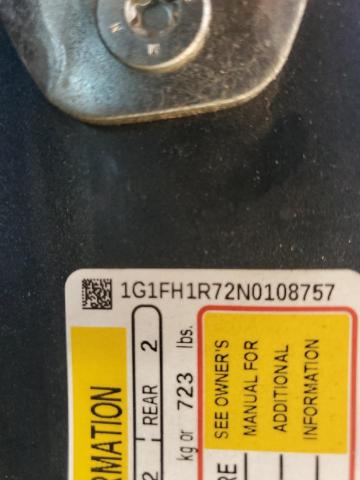 1G1FH1R72N0108757
RMATION
2 REAR 2
kg or 723 lbs.
SEE OWNER'S
MANUAL FOR
ADDITIONAL
INFORMATION
RE